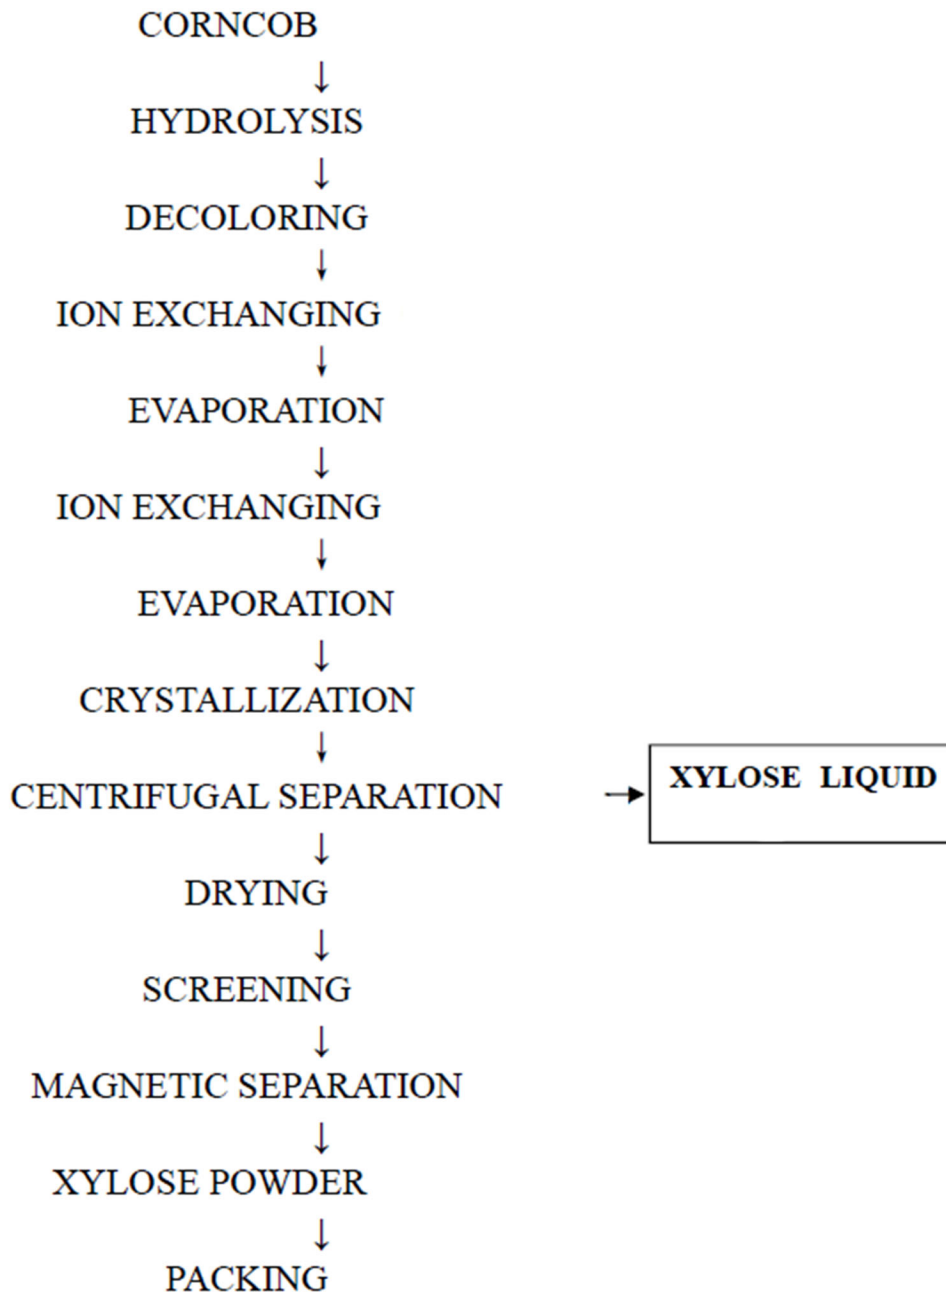 CORNCOB
↓
HYDROLYSIS
↓
DECOLORING
↓
ION EXCHANGING
↓
EVAPORATION
↓
ION EXCHANGING
↓
EVAPORATION
↓
CRYSTALLIZATION
↓
CENTRIFUGAL SEPARATION → XYLOSE LIQUID
↓
DRYING
↓
SCREENING
↓
MAGNETIC SEPARATION
↓
XYLOSE POWDER
↓
PACKING